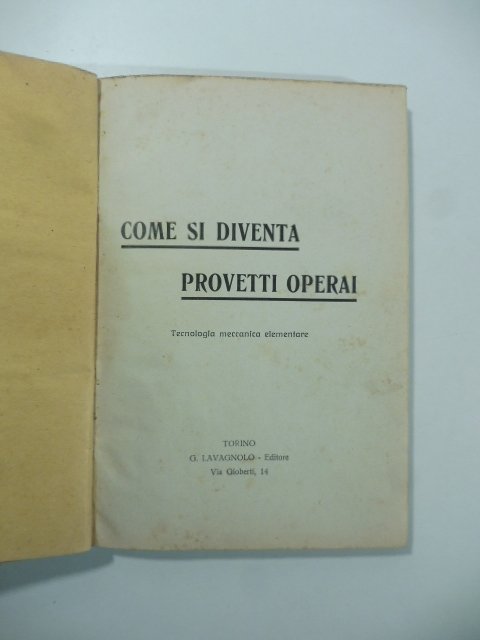 COME SI DIVENTA
PROVETTI OPERAI
Tecnologia meccanica elementare
TORINO
G. LAVAGNOLO - Editore
Via Gioberti, 14